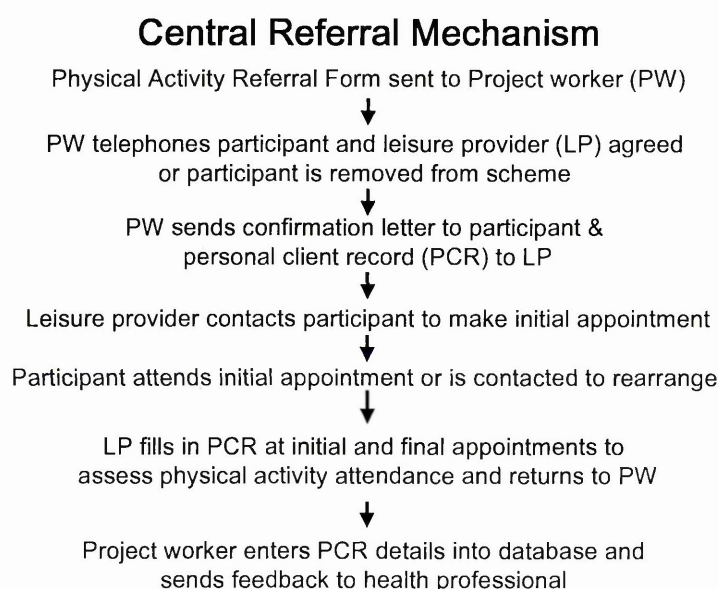 Central Referral Mechanism
Physical Activity Referral Form sent to Project worker (PW)
PW telephones participant and leisure provider (LP) agreed
or participant is removed from scheme
PW sends confirmation letter to participant &
personal client record (PCR) to LP
Leisure provider contacts participant to make initial appointment
Participant attends initial appointment or is contacted to rearrange
LP fills in PCR at initial and final appointments to
assess physical activity attendance and returns to PW
Project worker enters PCR details into database and
sends feedback to health professional